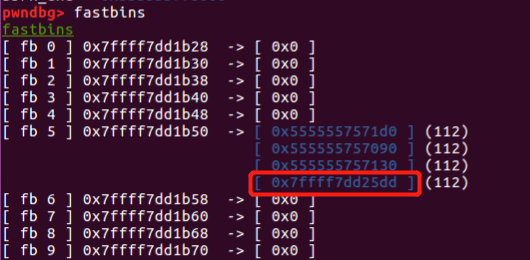 pwndbg> fastbins
fastbins
[ fb 0 ] 0x7ffff7dd1b28 -> [ 0x0 ]
[ fb 1 ] 0x7ffff7dd1b30 -> [ 0x0 ]
[ fb 2 ] 0x7ffff7dd1b38 -> [ 0x0 ]
[ fb 3 ] 0x7ffff7dd1b40 -> [ 0x0 ]
[ fb 4 ] 0x7ffff7dd1b48 -> [ 0x0 ]
[ fb 5 ] 0x7ffff7dd1b50 -> [ 0x5555557571d0 ] (112)
[ 0x555555757090 ] (112)
[ 0x555555757130 ] (112)
[ 0x7ffff7dd25dd ] (112)
[ fb 6 ] 0x7ffff7dd1b58 -> [ 0x0 ]
[ fb 7 ] 0x7ffff7dd1b60 -> [ 0x0 ]
[ fb 8 ] 0x7ffff7dd1b68 -> [ 0x0 ]
[ fb 9 ] 0x7ffff7dd1b70 -> [ 0x0 ]